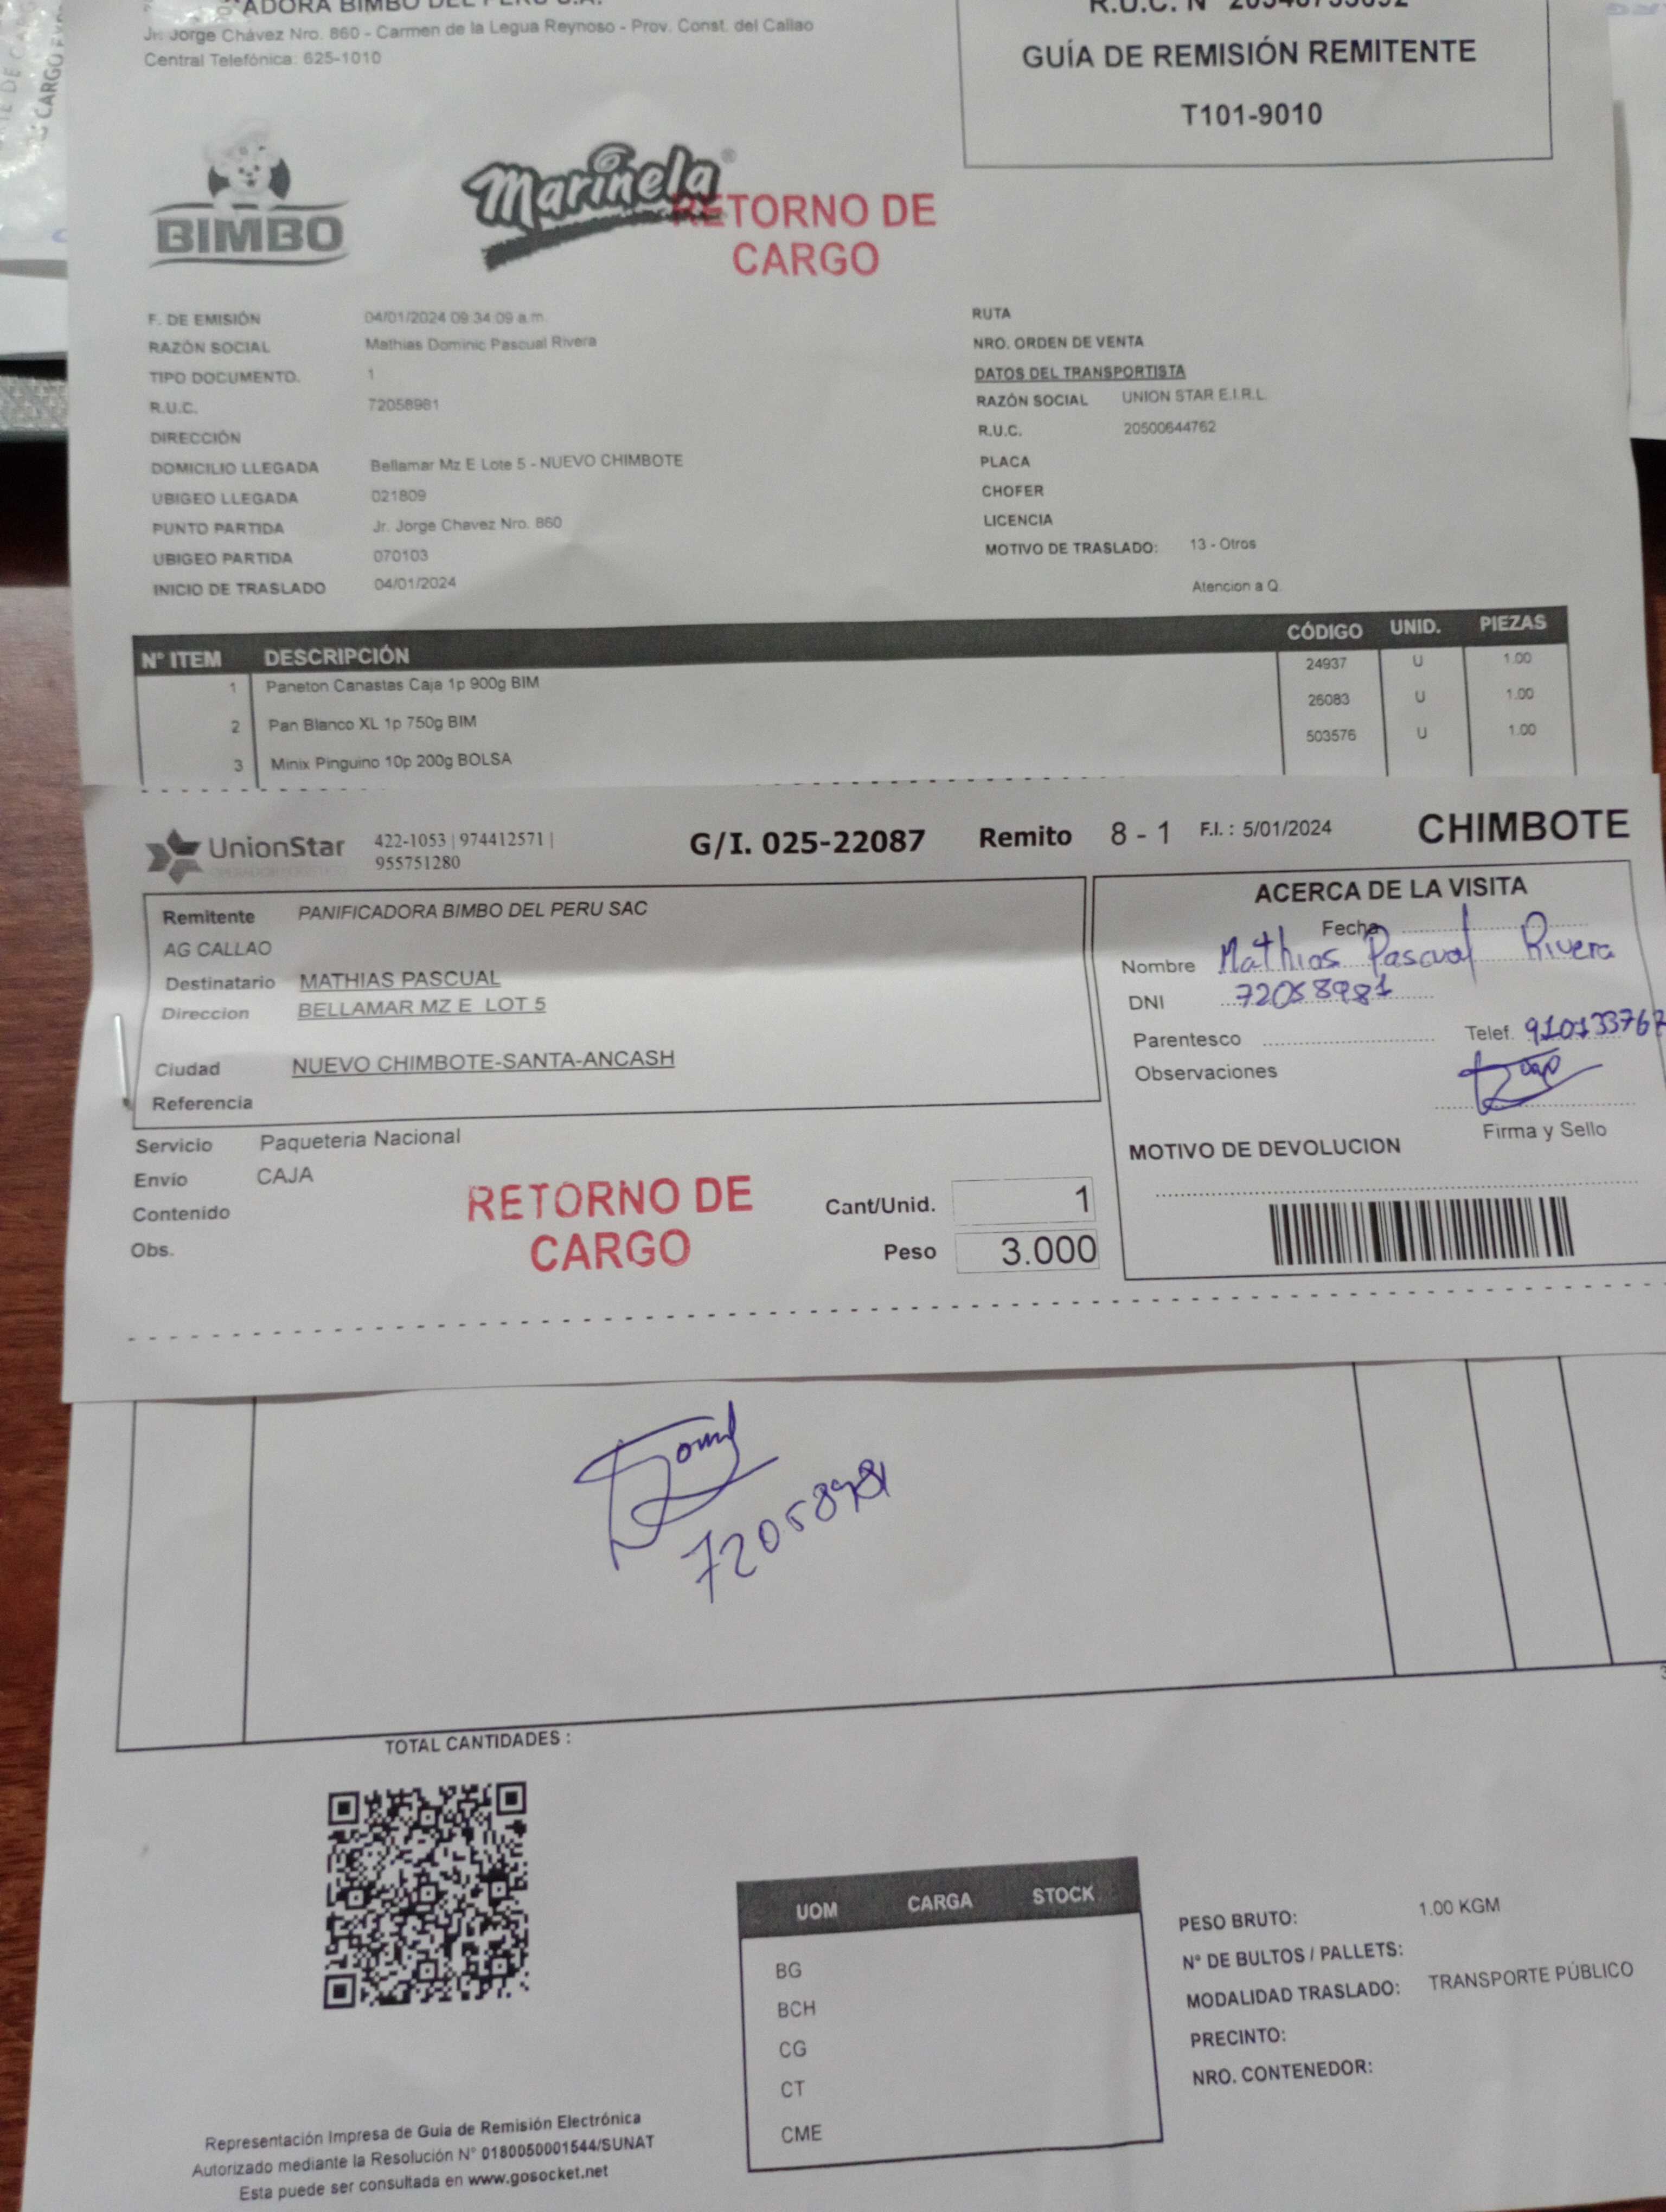 Jr. Jorge Chávez Nro. 860 - Carmen de la Legua Reynoso - Prov. Const. del Callao
Central Telefónica: 625-1010
GUÍA DE REMISIÓN REMITENTE
T101-9010
BIMBO
Marinela
RETORNO DE
CARGO
F. DE EMISIÓN 04/01/2024 09:34:09 a.m.
RAZÓN SOCIAL Mathias Dominic Pascual Rivera
TIPO DOCUMENTO. 1
R.U.C. 72058981
DIRECCIÓN
DOMICILIO LLEGADA Bellamar Mz E Lote 5 - NUEVO CHIMBOTE
UBIGEO LLEGADA 021809
PUNTO PARTIDA Jr. Jorge Chavez Nro. 860
UBIGEO PARTIDA 070103
INICIO DE TRASLADO 04/01/2024
RUTA
NRO. ORDEN DE VENTA
DATOS DEL TRANSPORTISTA
RAZÓN SOCIAL UNION STAR E.I.R.L.
R.U.C. 20500644762
PLACA
CHOFER
LICENCIA
MOTIVO DE TRASLADO: 13 - Otros
Atencion a Q.
N° ITEM DESCRIPCIÓN CÓDIGO UNID. PIEZAS
1 Paneton Canastas Caja 1p 900g BIM 24937 U 1.00
2 Pan Blanco XL 1p 750g BIM 26083 U 1.00
3 Minix Pinguino 10p 200g BOLSA 503576 U 1.00
UnionStar 422-1053 | 974412571 |
955751280
G/I. 025-22087 Remito 8 - 1 F.I. : 5/01/2024 CHIMBOTE
Remitente PANIFICADORA BIMBO DEL PERU SAC
AG CALLAO
Destinatario MATHIAS PASCUAL
Direccion BELLAMAR MZ E LOT 5
Ciudad NUEVO CHIMBOTE-SANTA-ANCASH
Referencia
Servicio Paqueteria Nacional
Envío CAJA
Contenido
Obs.
RETORNO DE
CARGO
Cant/Unid. 1
Peso 3.000
ACERCA DE LA VISITA
Fecha
Nombre Mathias Pascual Rivera
DNI 72058981
Parentesco Telef. 910133767
Observaciones
Firma y Sello
MOTIVO DE DEVOLUCION
72058981
TOTAL CANTIDADES :
UOM CARGA STOCK
BG
BCH
CG
CT
CME
PESO BRUTO: 1.00 KGM
N° DE BULTOS / PALLETS:
MODALIDAD TRASLADO: TRANSPORTE PÚBLICO
PRECINTO:
NRO. CONTENEDOR:
Representación Impresa de Guia de Remisión Electrónica
Autorizado mediante la Resolución N° 0180050001544/SUNAT
Esta puede ser consultada en www.gosocket.net